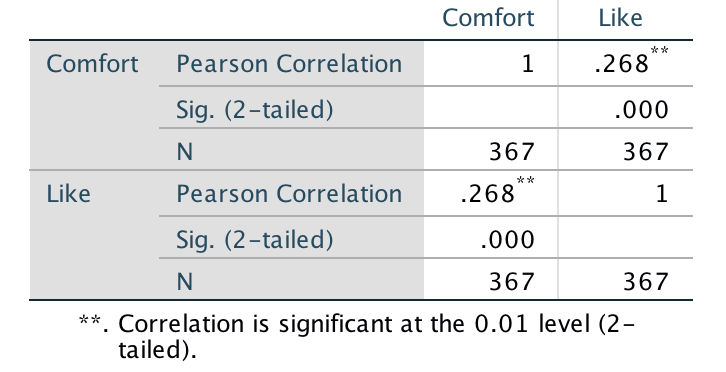 Comfort Like
Comfort Pearson Correlation 1 .268**
Sig. (2-tailed) .000
N 367 367
Like Pearson Correlation .268** 1
Sig. (2-tailed) .000
N 367 367
**. Correlation is significant at the 0.01 level (2-
tailed).